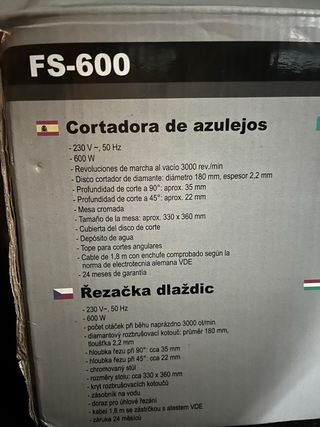 FS-600
Cortadora de azulejos
- 230 V ~, 50 Hz
- 600 W
- Revoluciones de marcha al vacío 3000 rev./min
- Disco cortador de diamante: diámetro 180 mm, espesor 2,2 mm
- Profundidad de corte a 90°: aprox. 35 mm
- Profundidad de corte a 45°: aprox. 22 mm
- Mesa cromada
- Tamaño de la mesa: aprox. 330 x 360 mm
- Cubierta del disco de corte
- Depósito de agua
- Tope para cortes angulares
- Cable de 1,8 m con enchufe comprobado según la
norma de electrotecnia alemana VDE
- 24 meses de garantía
Řezačka dlaždic
- 230 V~, 50 Hz
- 600 W
- počet otáček při běhu naprázdno 3000 ot/min
- diamantový rozbrušovací kotouč: průměr 180 mm,
tloušťka 2,2 mm
- hloubka řezu při 90°: cca 35 mm
- hloubka řezu při 45°: cca 22 mm
- chromovaný stůl
- rozměry stolu: cca 330 x 360 mm
- kryt rozbrušovacích kotoučů
- zásobník na vodu
- doraz pro úhlové řezání
- kabel 1,8 m se zástrčkou s atestem VDE
- záruka 24 měsíců